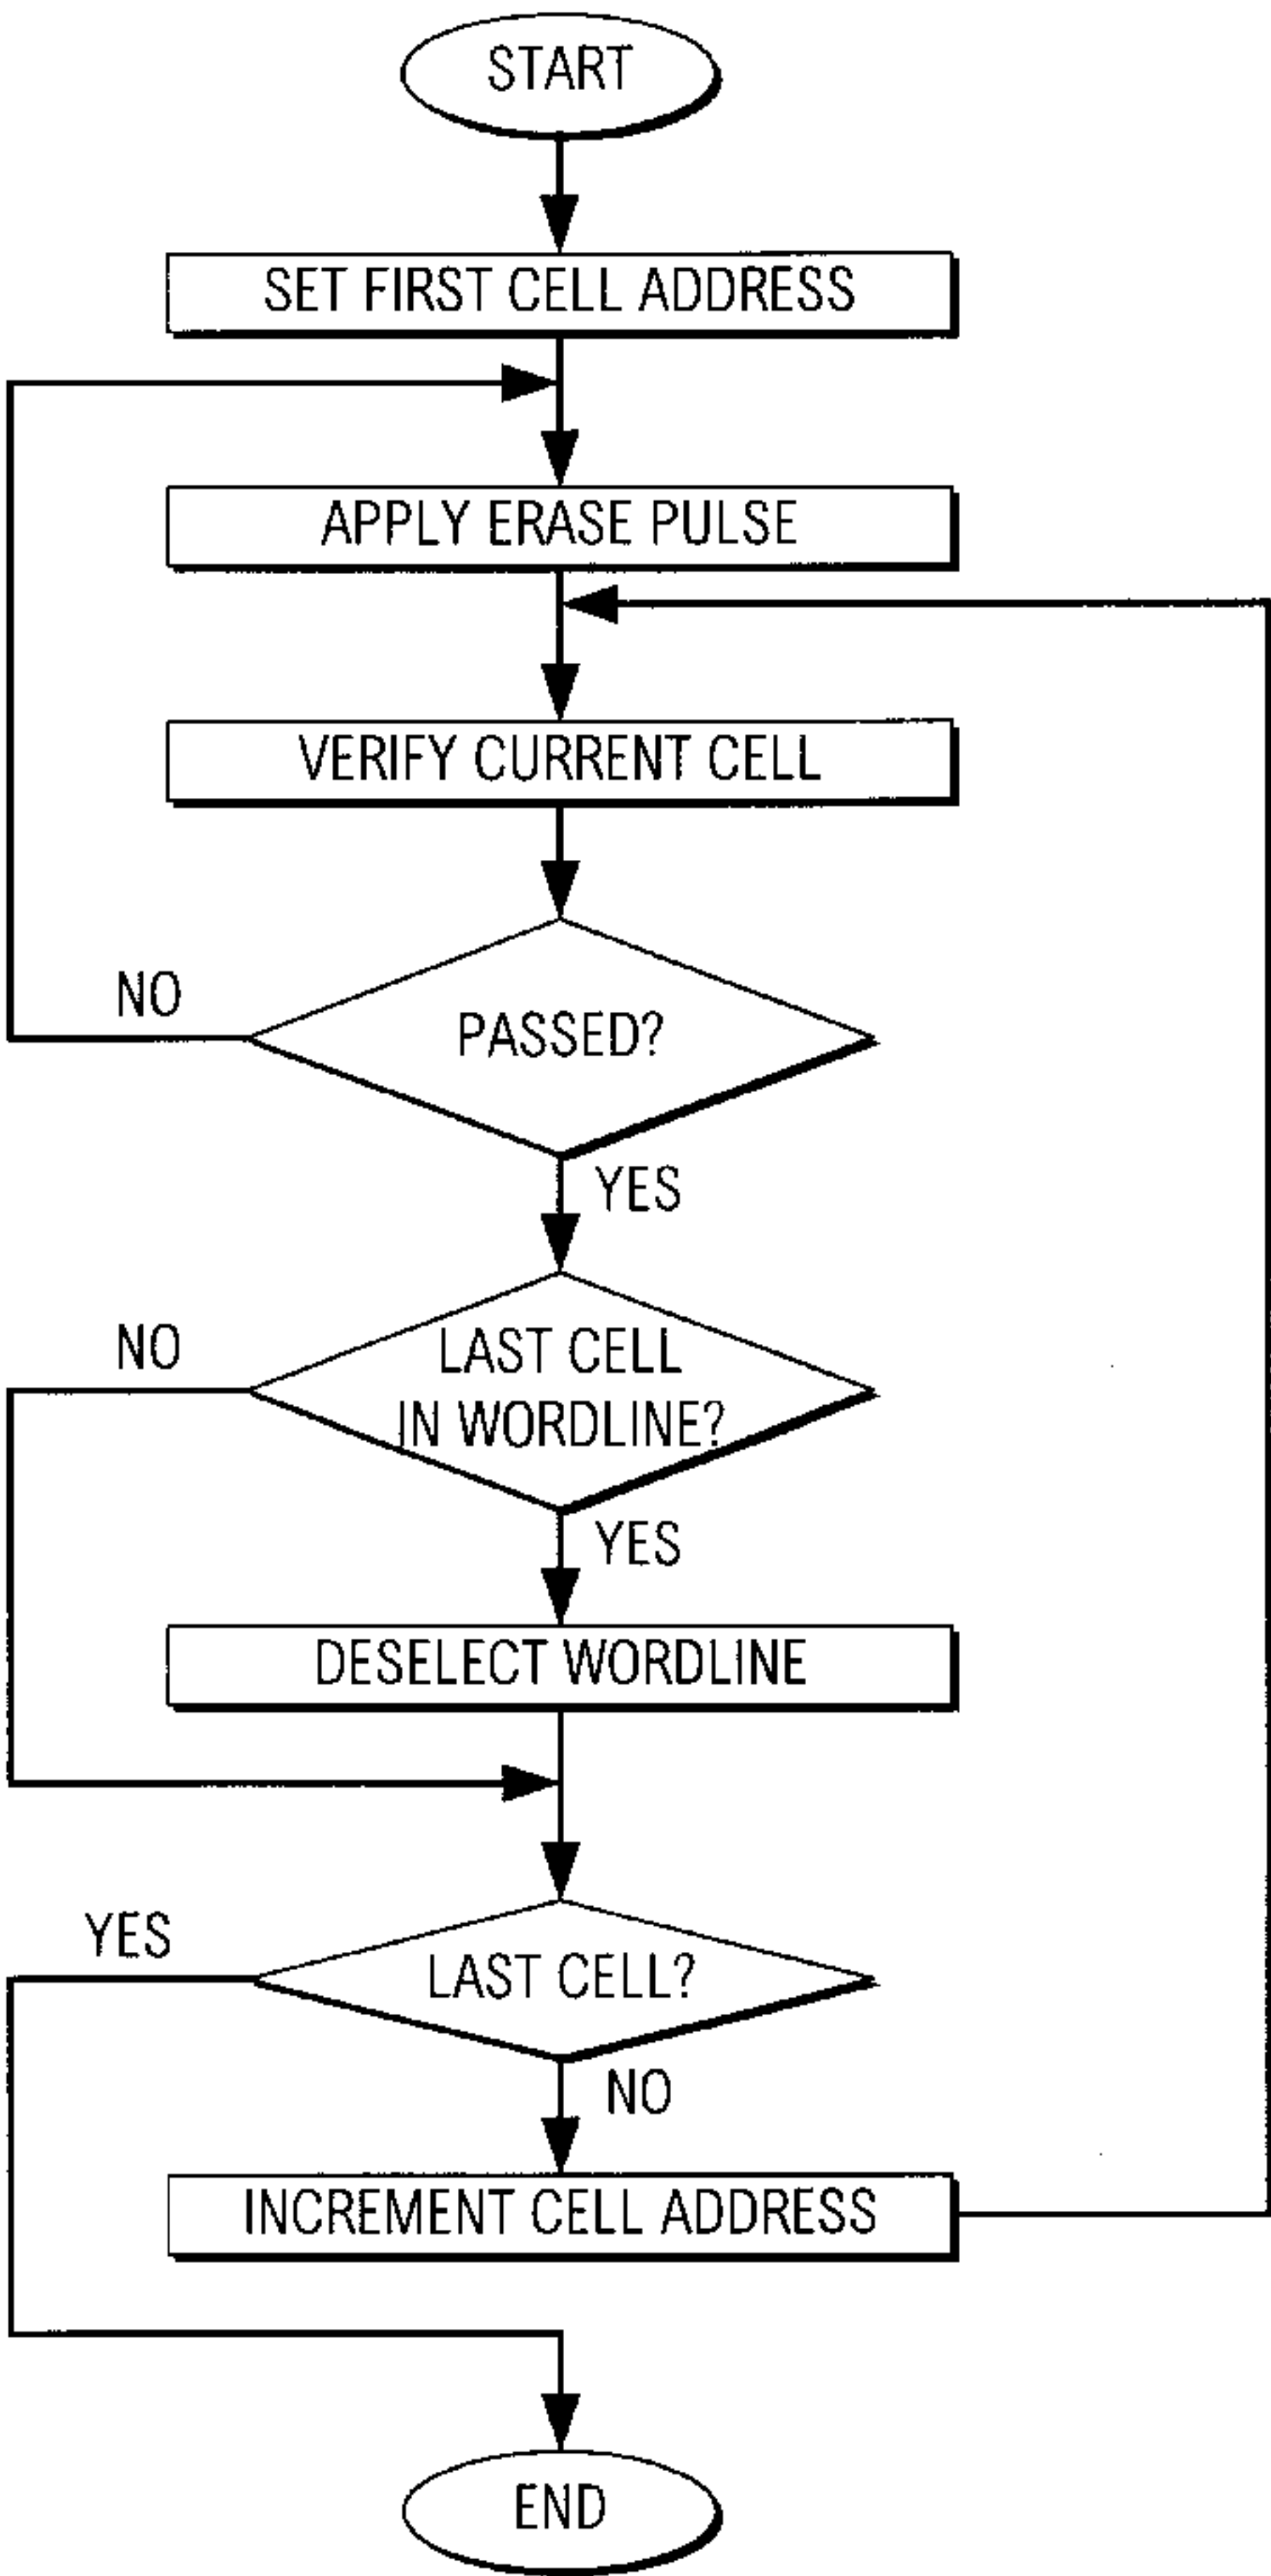 START
SET FIRST CELL ADDRESS
APPLY ERASE PULSE
VERIFY CURRENT CELL
NO
PASSED?
YES
NO
LAST CELL
IN WORDLINE?
YES
DESELECT WORDLINE
YES
LAST CELL?
NO
INCREMENT CELL ADDRESS
END